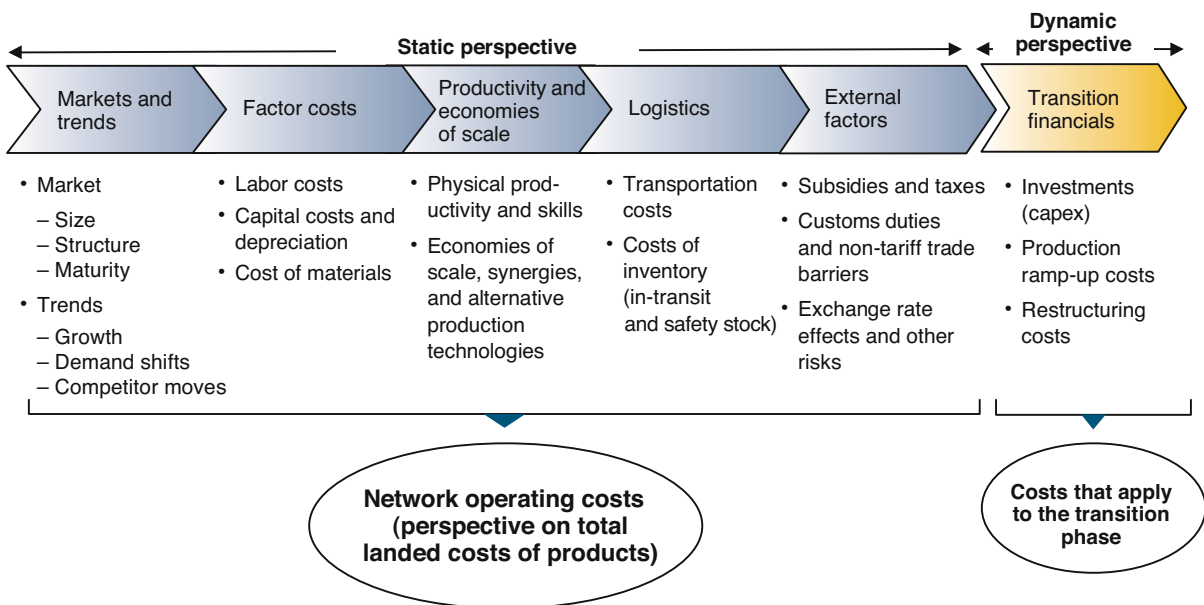 Static perspective
Dynamic
perspective
Markets and
trends
Factor costs
Productivity and
economies
of scale
Logistics
External
factors
Transition
financials
• Market
– Size
– Structure
– Maturity
• Trends
– Growth
– Demand shifts
– Competitor moves
• Labor costs
• Capital costs and
depreciation
• Cost of materials
• Physical prod-
uctivity and skills
• Economies of
scale, synergies,
and alternative
production
technologies
• Transportation
costs
• Costs of
inventory
(in-transit
and safety stock)
• Subsidies and taxes
• Customs duties
and non-tariff trade
barriers
• Exchange rate
effects and other
risks
• Investments
(capex)
• Production
ramp-up costs
• Restructuring
costs
Network operating costs
(perspective on total
landed costs of products)
Costs that apply
to the transition
phase